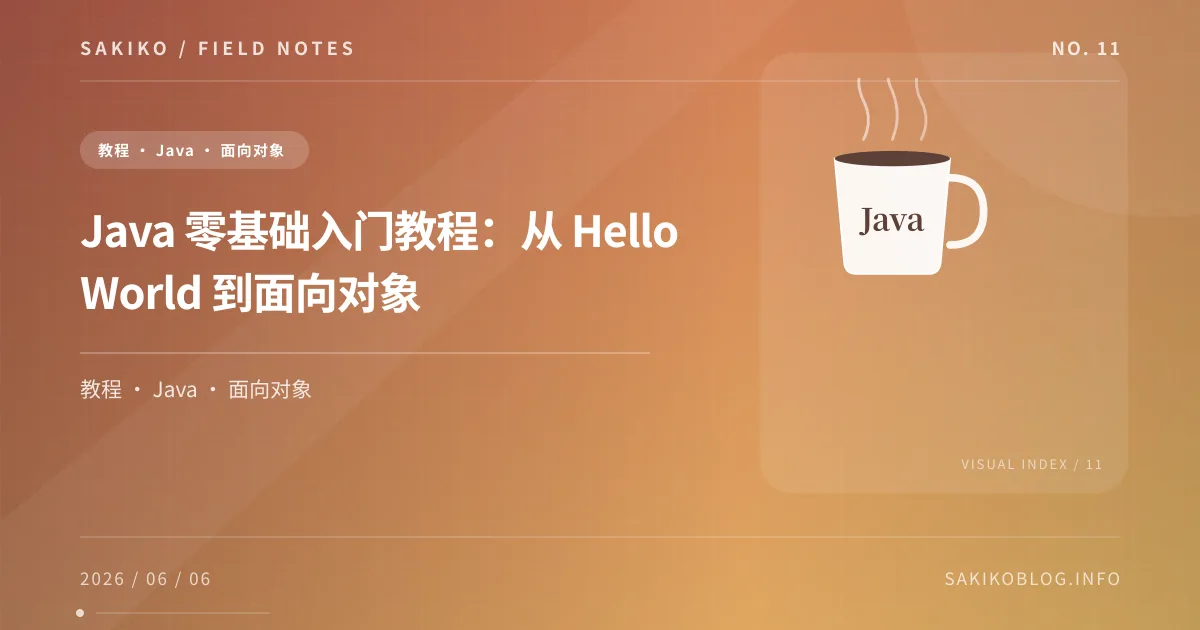 SAKIKO / FIELD NOTES
NO. 11
教程 · Java · 面向对象
Java 零基础入门教程：从 Hello
World 到面向对象
教程 · Java · 面向对象
Java
VISUAL INDEX / 11
2026 / 06 / 06
SAKIKOBLOG.INFO